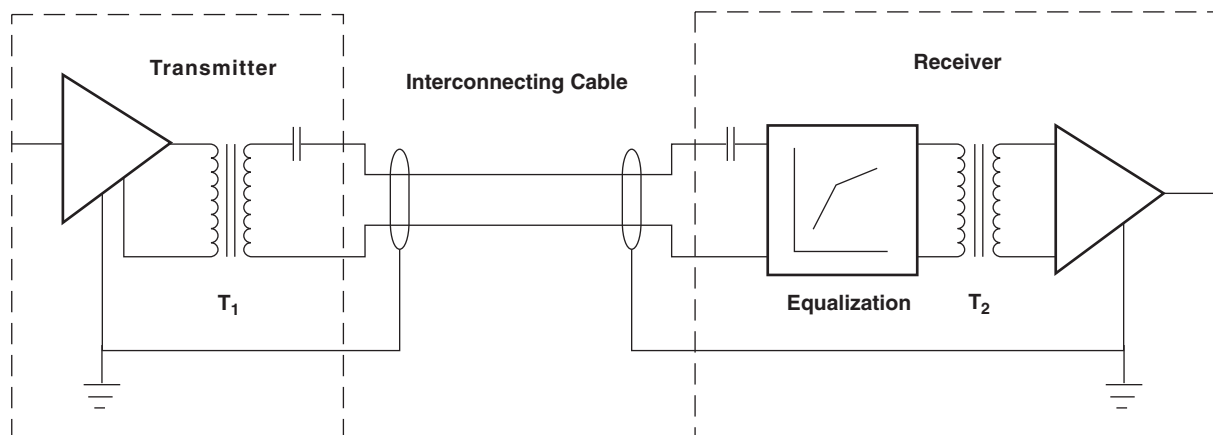 Transmitter
Interconnecting Cable
Receiver
T1
Equalization
T2